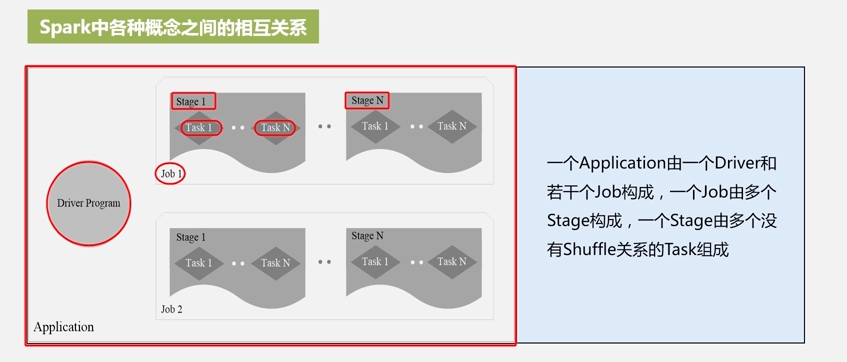 Spark中各种概念之间的相互关系
Stage 1
Task 1
Task N
Stage N
Task 1
Task N
Job 1
Driver Program
Stage 1
Task 1
Task N
Stage N
Task 1
Task N
Job 2
Application
一个Application由一个Driver和
若干个Job构成，一个Job由多个
Stage构成，一个Stage由多个没
有Shuffle关系的Task组成